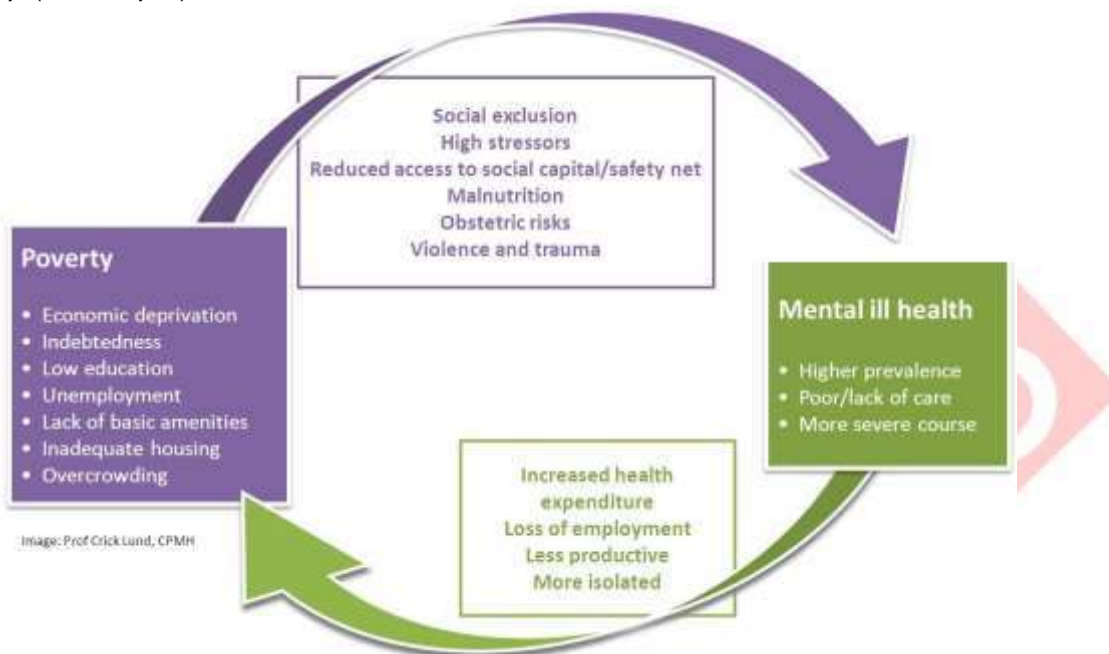 Social exclusion
High stressors
Reduced access to social capital/safety net
Malnutrition
Obstetric risks
Violence and trauma
Poverty
• Economic deprivation
• Indebtedness
• Low education
• Unemployment
• Lack of basic amenities
• Inadequate housing
• Overcrowding
Mental ill health
• Higher prevalence
• Poor/lack of care
• More severe course
Increased health
expenditure
Loss of employment
Less productive
More isolated
Image: Prof Crick Lund, CPMH